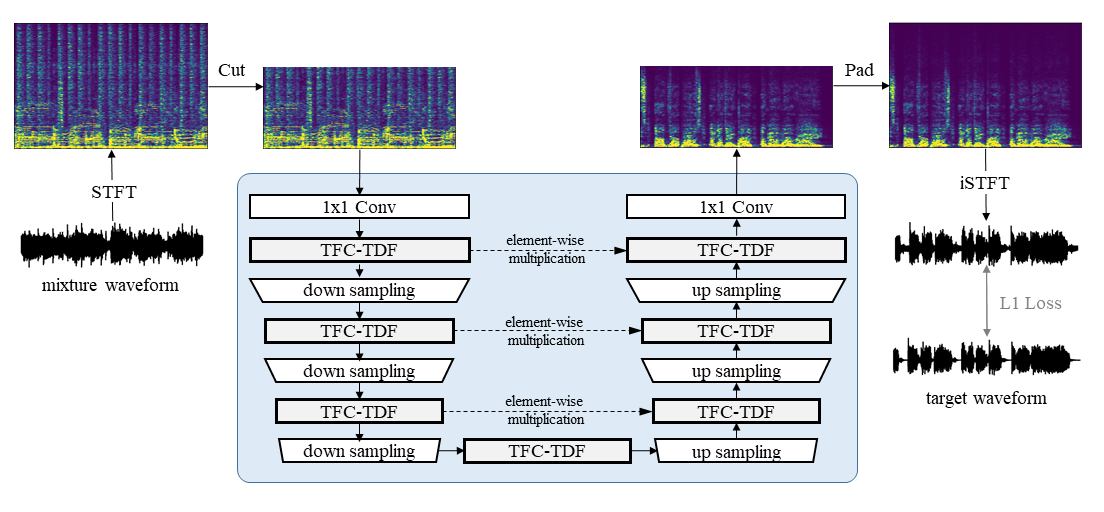 Cut
Pad
STFT
iSTFT
mixture waveform
1x1 Conv
1x1 Conv
TFC-TDF
element-wise
multiplication
TFC-TDF
down sampling
up sampling
TFC-TDF
element-wise
multiplication
TFC-TDF
down sampling
up sampling
TFC-TDF
element-wise
multiplication
TFC-TDF
down sampling
TFC-TDF
up sampling
L1 Loss
target waveform